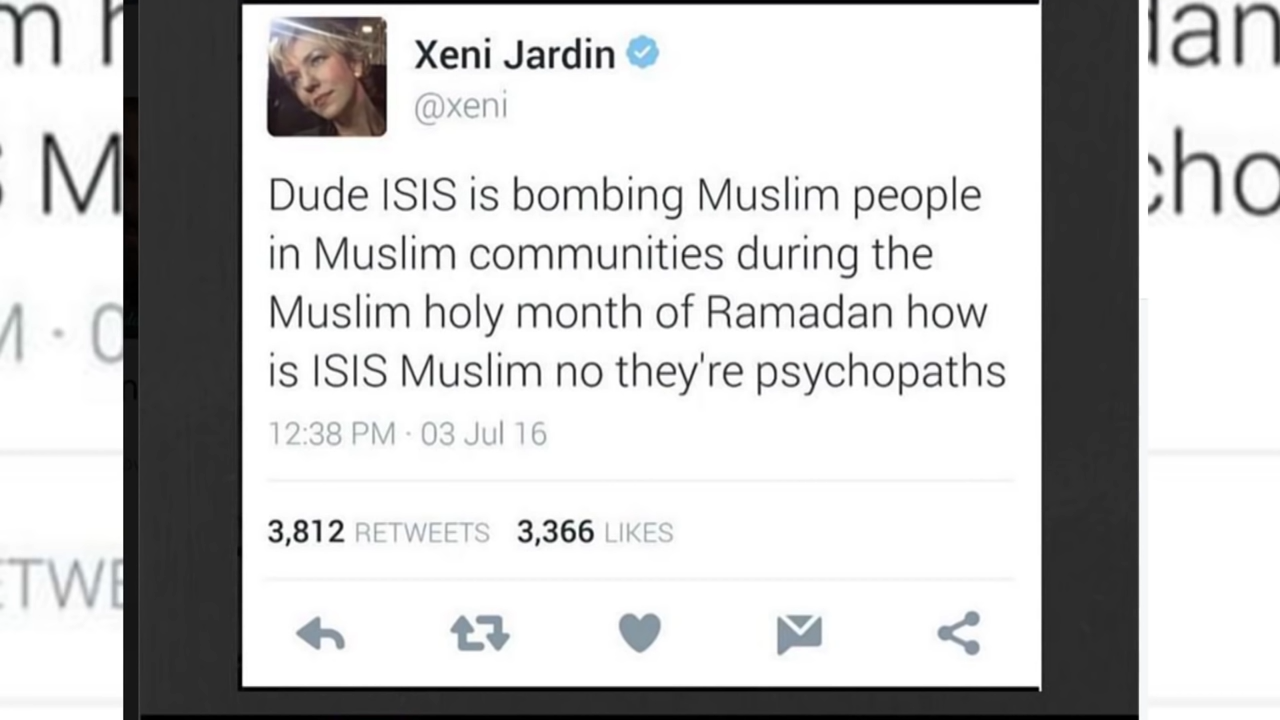 Xeni Jardin
@xeni
Dude ISIS is bombing Muslim people
in Muslim communities during the
Muslim holy month of Ramadan how
is ISIS Muslim no they're psychopaths
12:38 PM · 03 Jul 16
3,812 RETWEETS 3,366 LIKES